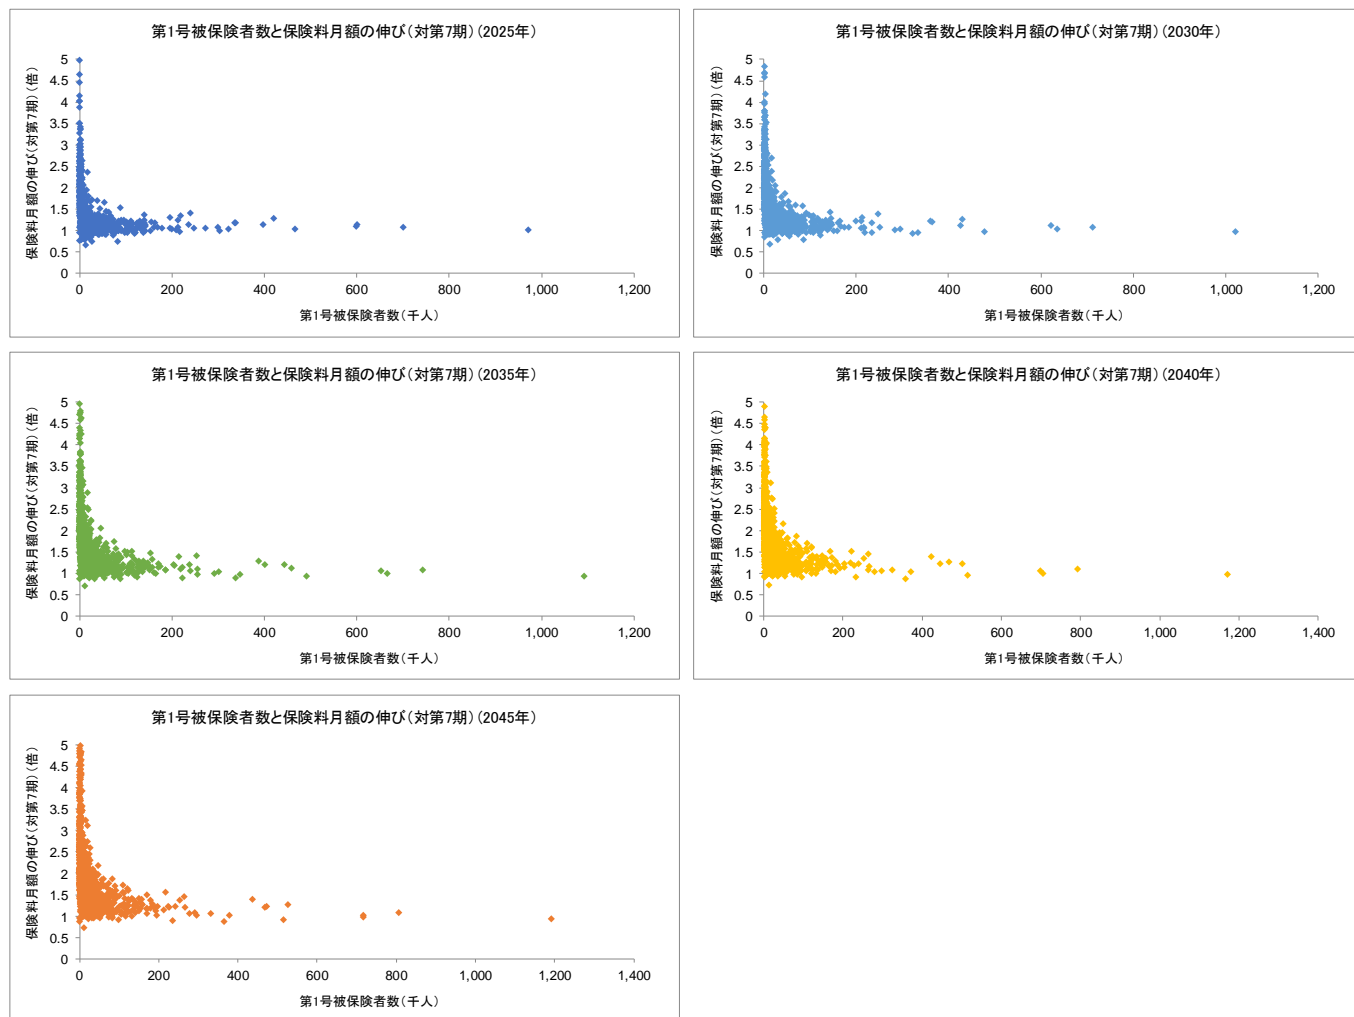 第1号被保険者数と保険料月額の伸び(対第7期)(2025年)
保険料月額の伸び(対第7期)(倍)
5
4.5
4
3.5
3
2.5
2
1.5
1
0.5
0
0 200 400 600 800 1,000 1,200
第1号被保険者数(千人)
第1号被保険者数と保険料月額の伸び(対第7期)(2030年)
保険料月額の伸び(対第7期)(倍)
5
4.5
4
3.5
3
2.5
2
1.5
1
0.5
0
0 200 400 600 800 1,000 1,200
第1号被保険者数(千人)
第1号被保険者数と保険料月額の伸び(対第7期)(2035年)
保険料月額の伸び(対第7期)(倍)
5
4.5
4
3.5
3
2.5
2
1.5
1
0.5
0
0 200 400 600 800 1,000 1,200
第1号被保険者数(千人)
第1号被保険者数と保険料月額の伸び(対第7期)(2040年)
保険料月額の伸び(対第7期)(倍)
5
4.5
4
3.5
3
2.5
2
1.5
1
0.5
0
0 200 400 600 800 1,000 1,200 1,400
第1号被保険者数(千人)
第1号被保険者数と保険料月額の伸び(対第7期)(2045年)
保険料月額の伸び(対第7期)(倍)
5
4.5
4
3.5
3
2.5
2
1.5
1
0.5
0
0 200 400 600 800 1,000 1,200 1,400
第1号被保険者数(千人)